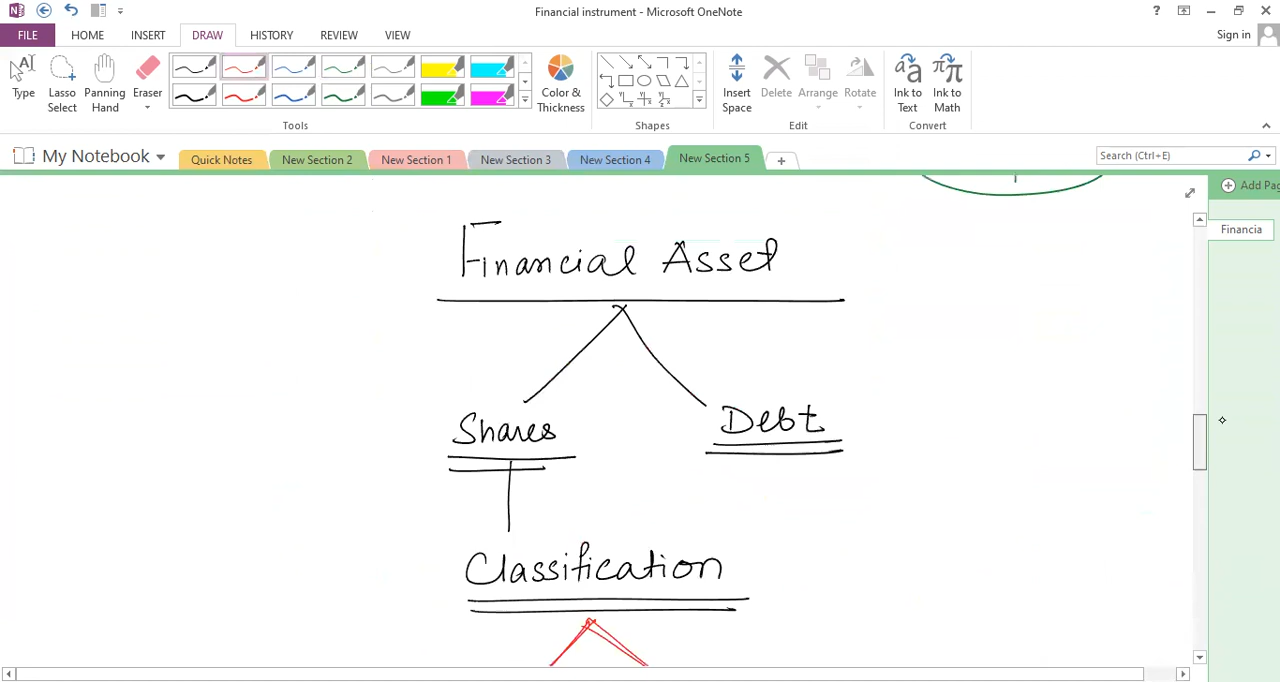 Financial instrument - Microsoft OneNote
?
FILE HOME INSERT DRAW HISTORY REVIEW VIEW
Sign in
Type
Lasso Select
Panning Hand
Eraser
Color & Thickness
Insert Space
Delete
Arrange
Rotate
Ink to Text
Ink to Math
Tools
Shapes
Edit
Convert
My Notebook
Quick Notes
New Section 2
New Section 1
New Section 3
New Section 4
New Section 5
Search (Ctrl+E)
Add Pag
Financia
Financial Asset
Shares Debt
Classification